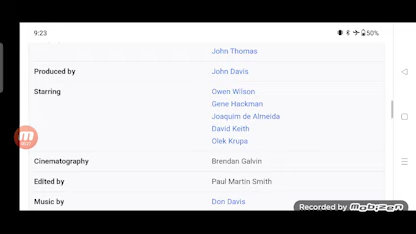 9:23
50%
John Thomas
Produced by John Davis
Starring Owen Wilson
Gene Hackman
Joaquim de Almeida
David Keith
Olek Krupa
Cinematography Brendan Galvin
Edited by Paul Martin Smith
Music by Don Davis
Recorded by Mobizen